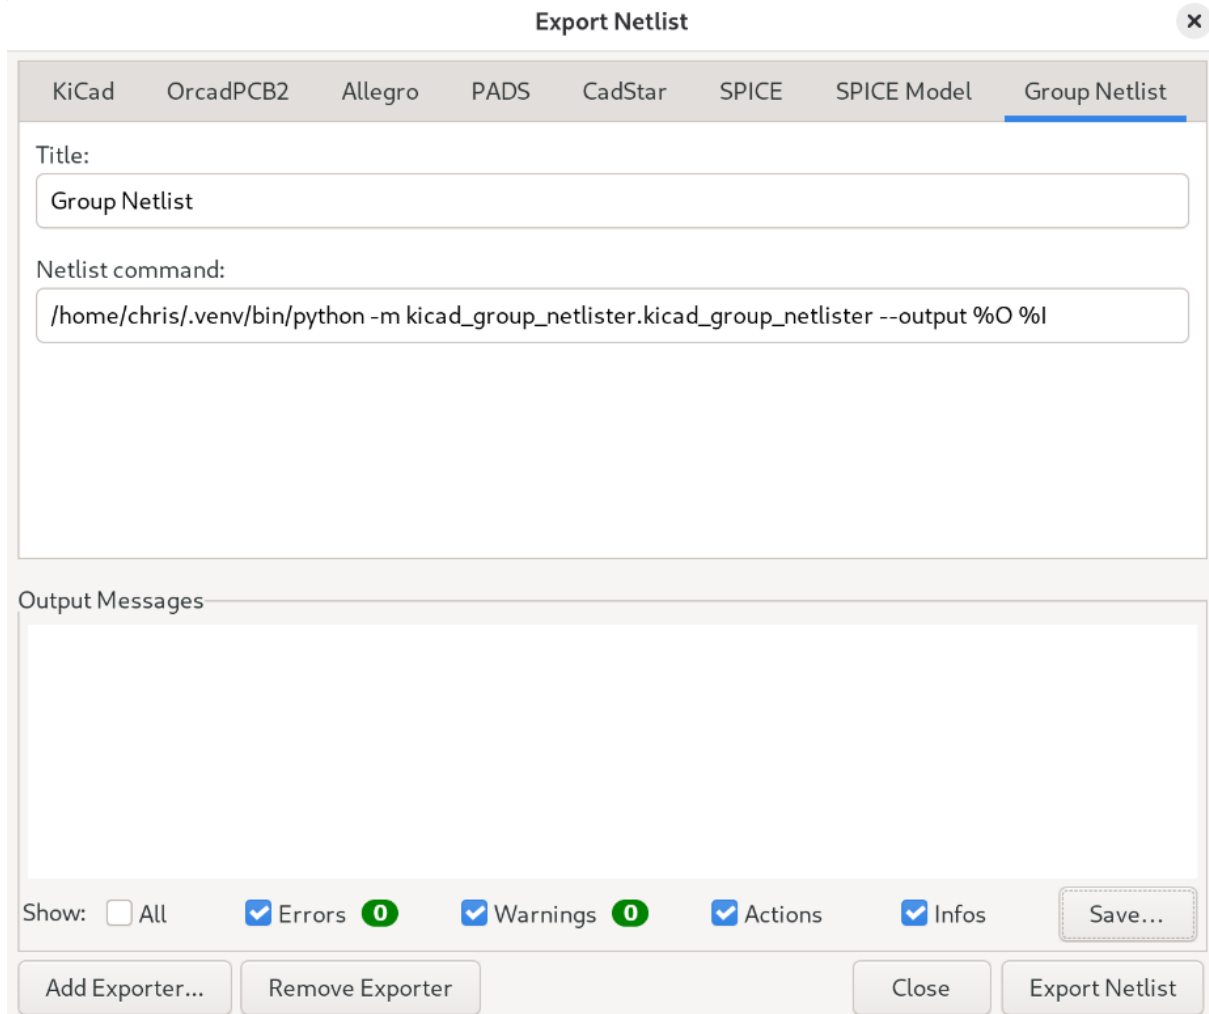 Export Netlist
KiCad OrcadPCB2 Allegro PADS CadStar SPICE SPICE Model Group Netlist
Title:
Group Netlist
Netlist command:
/home/chris/.venv/bin/python -m kicad_group_netlister.kicad_group_netlister --output %O %I
Output Messages
Show: All Errors 0 Warnings 0 Actions Infos Save...
Add Exporter... Remove Exporter Close Export Netlist